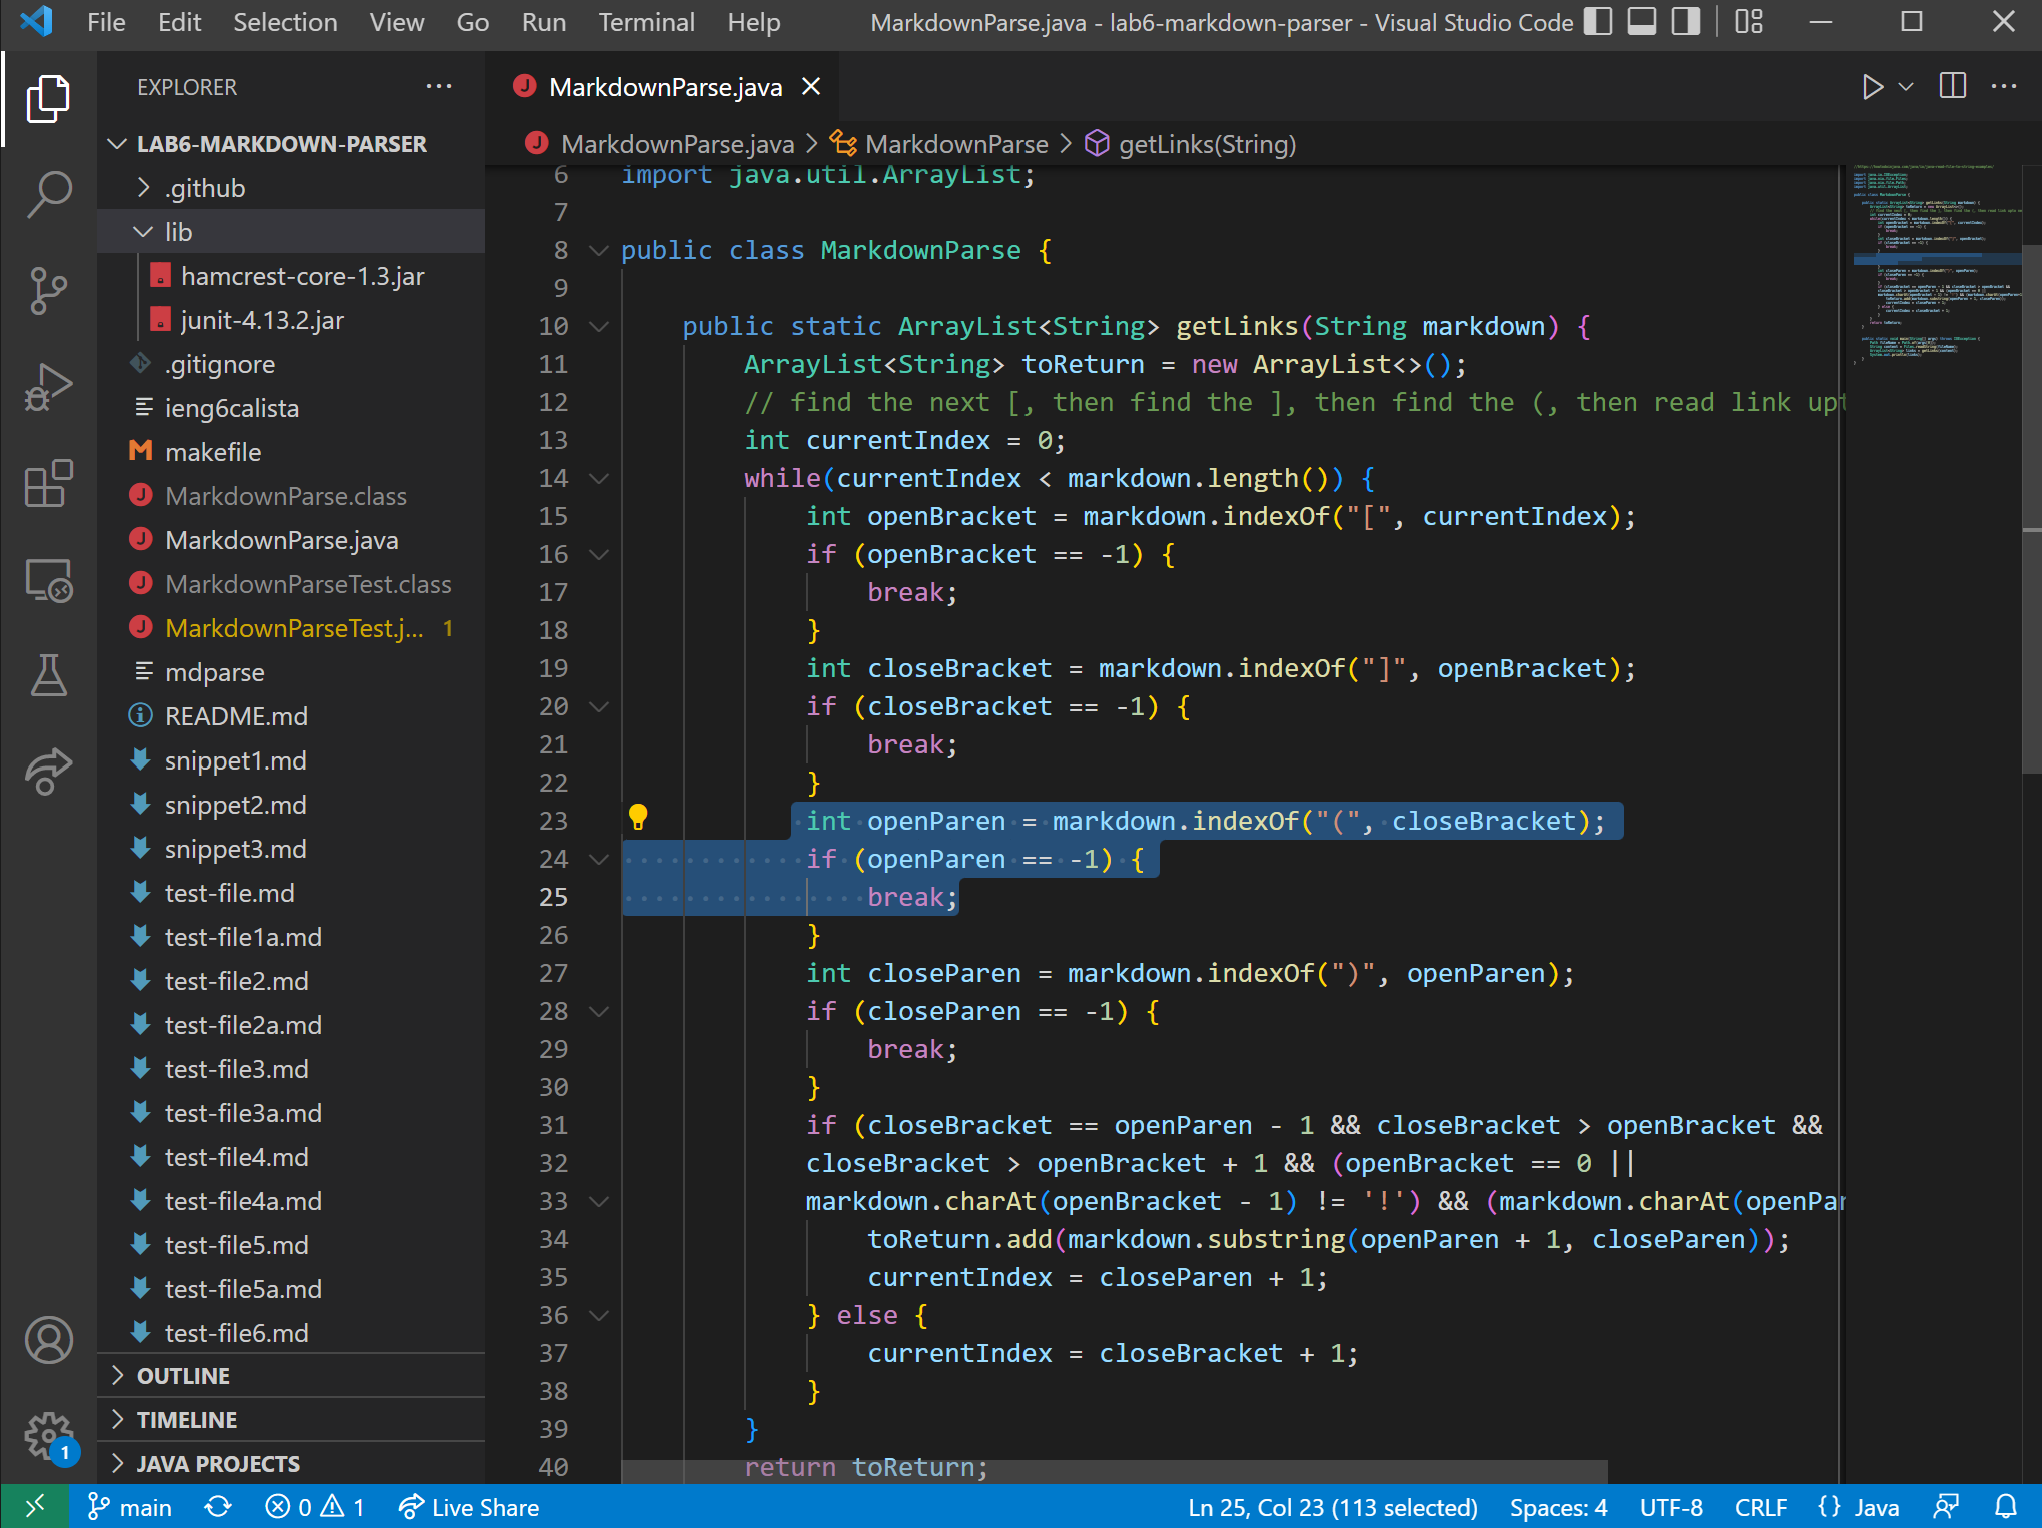 File Edit Selection View Go Run Terminal Help MarkdownParse.java - lab6-markdown-parser - Visual Studio Code
EXPLORER
LAB6-MARKDOWN-PARSER
.github
lib
hamcrest-core-1.3.jar
junit-4.13.2.jar
.gitignore
ieng6calista
makefile
MarkdownParse.class
MarkdownParse.java
MarkdownParseTest.class
MarkdownParseTest.j... 1
mdparse
README.md
snippet1.md
snippet2.md
snippet3.md
test-file.md
test-file1a.md
test-file2.md
test-file2a.md
test-file3.md
test-file3a.md
test-file4.md
test-file4a.md
test-file5.md
test-file5a.md
test-file6.md
OUTLINE
TIMELINE
JAVA PROJECTS
1
MarkdownParse.java
MarkdownParse.java > MarkdownParse > getLinks(String)
6 import java.util.ArrayList;
7
8 public class MarkdownParse {
9
10 public static ArrayList<String> getLinks(String markdown) {
11 ArrayList<String> toReturn = new ArrayList<>();
12 // find the next [, then find the ], then find the (, then read link upt
13 int currentIndex = 0;
14 while(currentIndex < markdown.length()) {
15 int openBracket = markdown.indexOf("[", currentIndex);
16 if (openBracket == -1) {
17 break;
18 }
19 int closeBracket = markdown.indexOf("]", openBracket);
20 if (closeBracket == -1) {
21 break;
22 }
23 int openParen = markdown.indexOf("(", closeBracket);
24 if (openParen == -1) {
25 break;
26 }
27 int closeParen = markdown.indexOf(")", openParen);
28 if (closeParen == -1) {
29 break;
30 }
31 if (closeBracket == openParen - 1 && closeBracket > openBracket &&
32 closeBracket > openBracket + 1 && (openBracket == 0 ||
33 markdown.charAt(openBracket - 1) != '!') && (markdown.charAt(openPar
34 toReturn.add(markdown.substring(openParen + 1, closeParen));
35 currentIndex = closeParen + 1;
36 } else {
37 currentIndex = closeBracket + 1;
38 }
39 }
40 return toReturn;
main 0 1 Live Share Ln 25, Col 23 (113 selected) Spaces: 4 UTF-8 CRLF {} Java